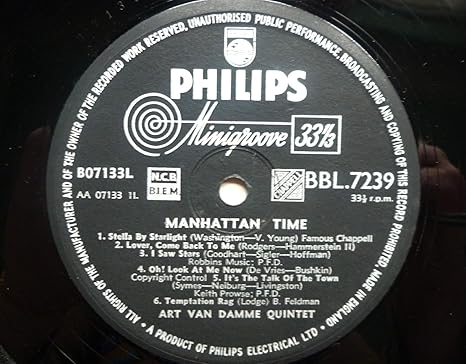 ALL RIGHTS OF THE MANUFACTURER AND OF THE OWNER OF THE RECORDED WORK RESERVED. UNAUTHORISED PUBLIC PERFORMANCE, BROADCASTING AND COPYING OF THIS RECORD PROHIBITED. MADE IN ENGLAND
PHILIPS
PHILIPS
Minigroove 33⅓
B07133L
N.C.B.
B.I.E.M.
BBL.7239
AA 07133 1L
33⅓ r.p.m.
MANHATTAN TIME
1. Stella By Starlight (Washington—V. Young) Famous Chappell
2. Lover, Come Back To Me (Rodgers—Hammerstein II)
3. I Saw Stars (Goodhart—Sigler—Hoffman)
Robbins Music: P.F.D.
4. Oh! Look At Me Now (De Vries—Bushkin)
Copyright Control 5. It's The Talk Of The Town
(Symes—Neiburg—Livingston)
Keith Prowse: P.F.D.
6. Temptation Rag (Lodge) B. Feldman
ART VAN DAMME QUINTET
A PRODUCT OF PHILIPS ELECTRICAL LTD